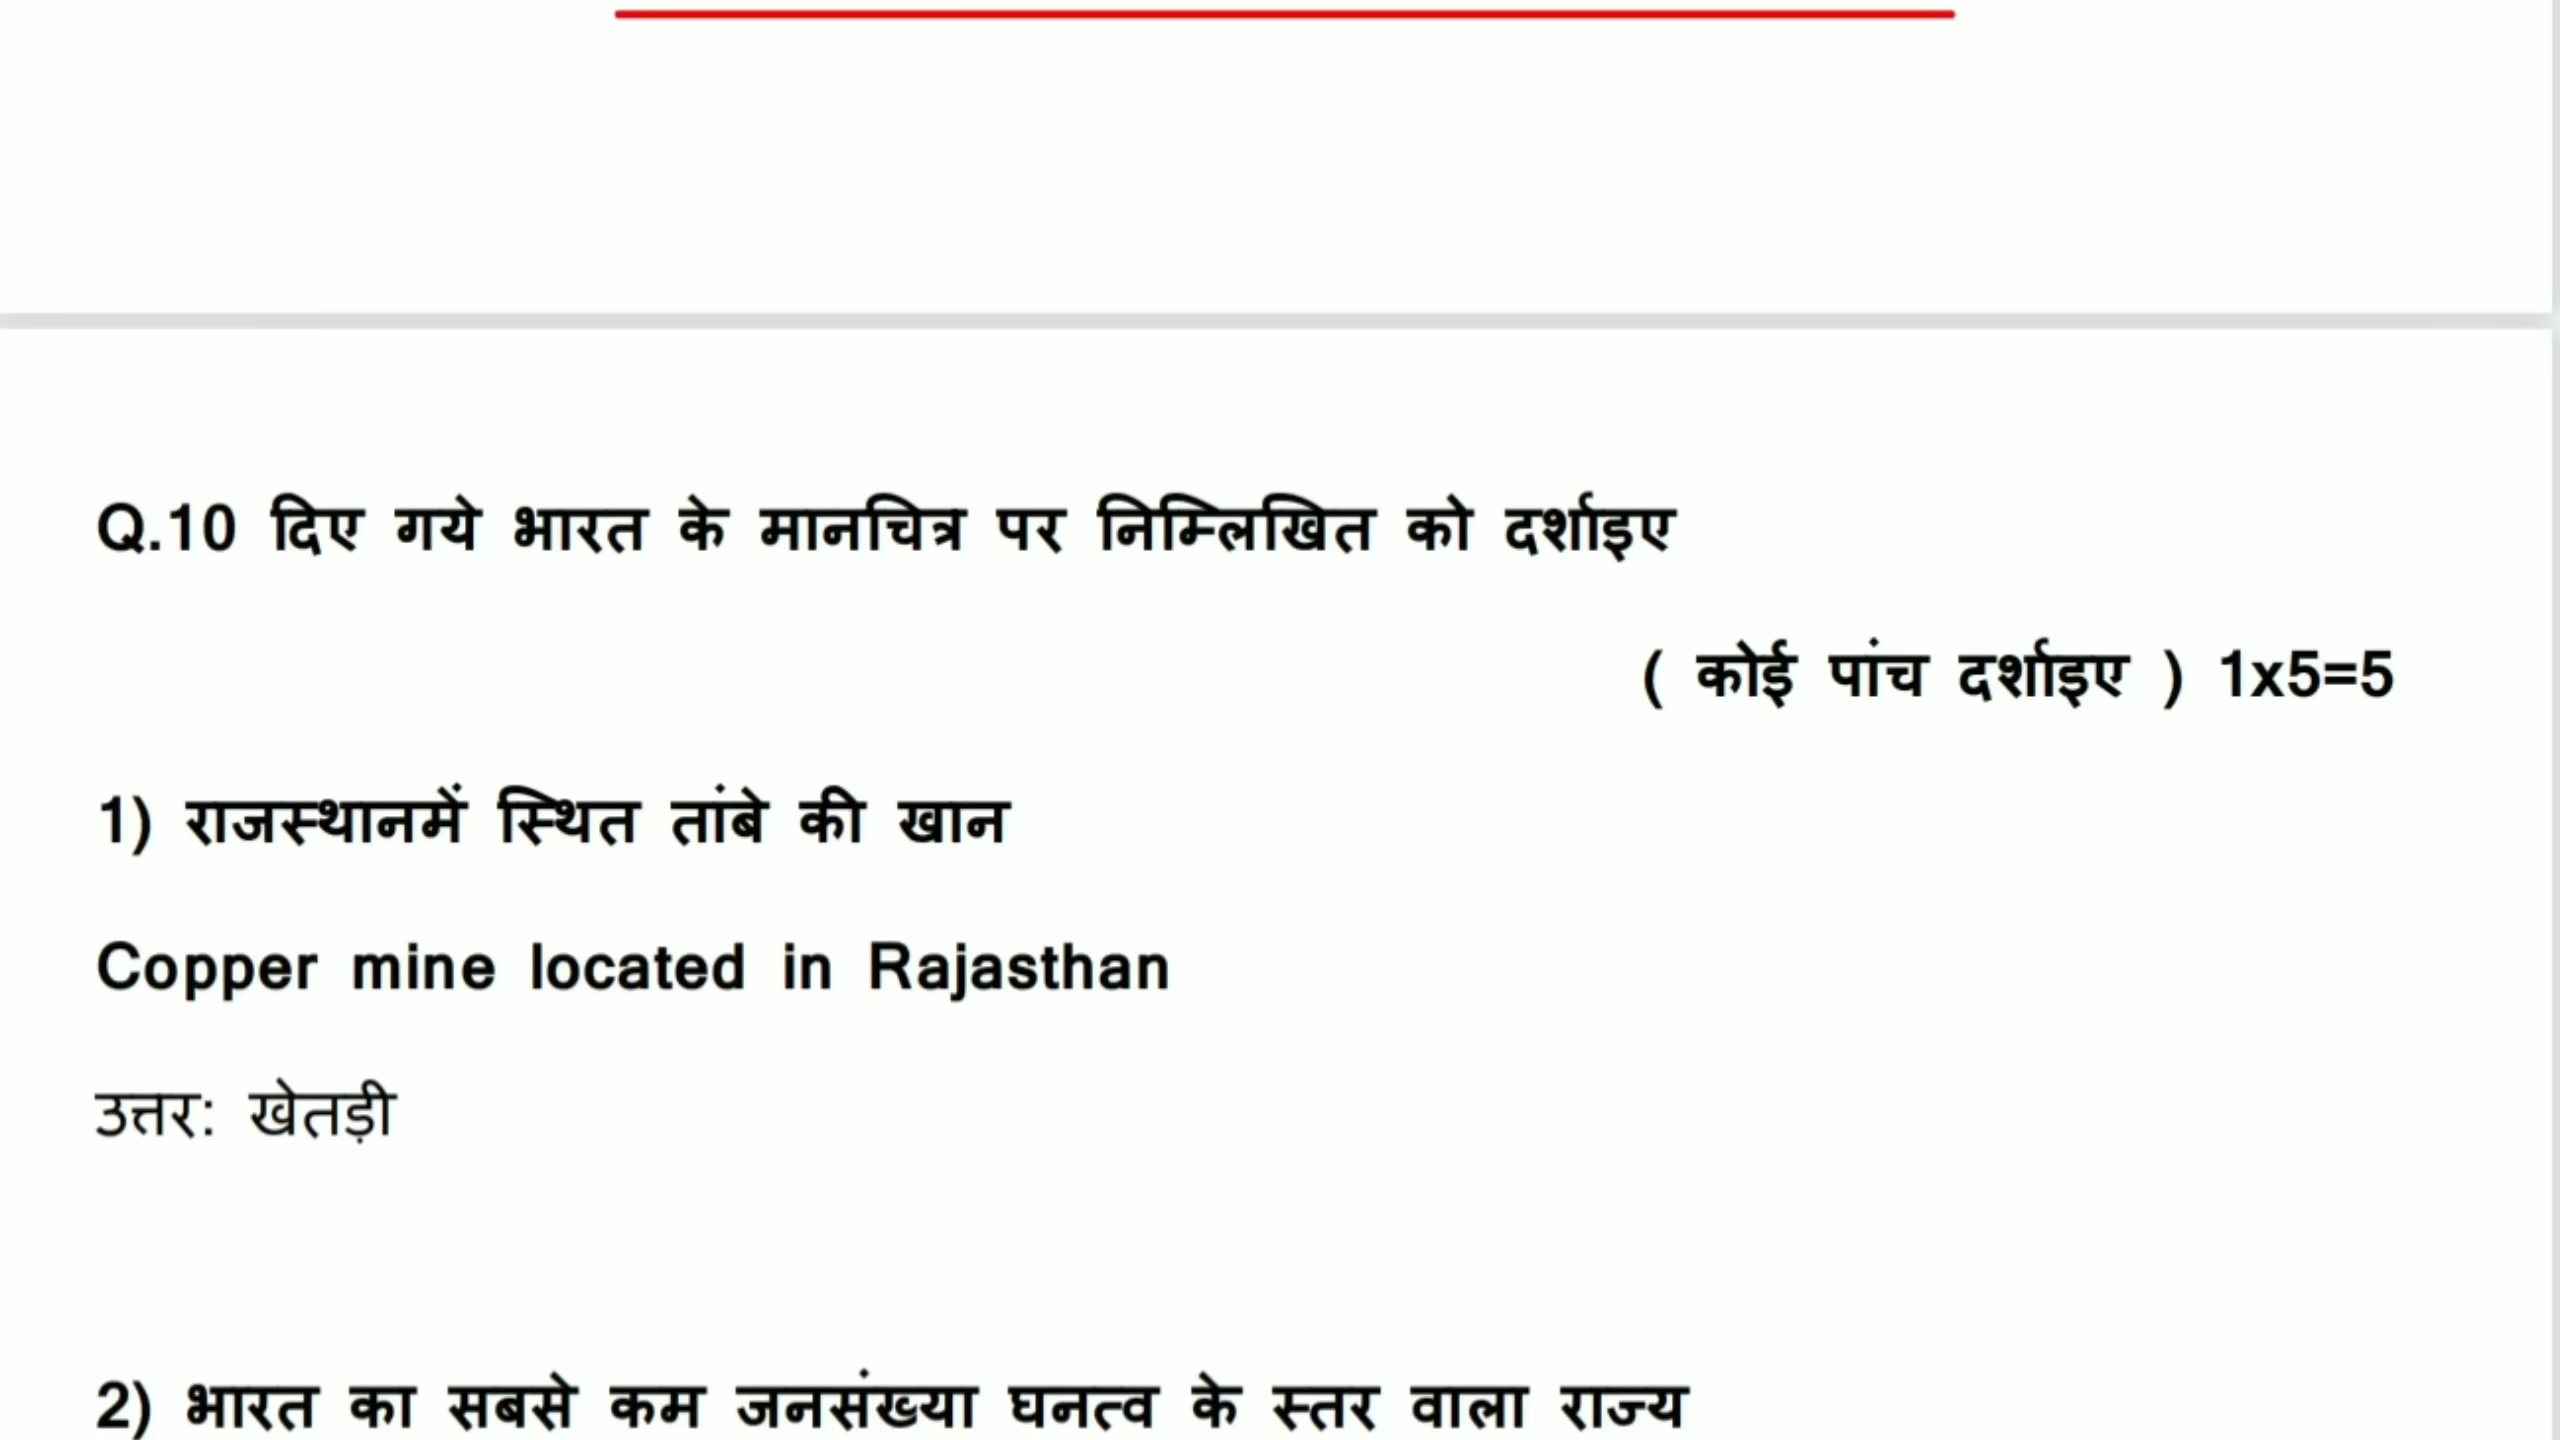 Q.10 दिए गये भारत के मानचित्र पर निम्लिखित को दर्शाइए
( कोई पांच दर्शाइए ) 1x5=5
1) राजस्थानमें स्थित तांबे की खान
Copper mine located in Rajasthan
उत्तर: खेतड़ी
2) भारत का सबसे कम जनसंख्या घनत्व के स्तर वाला राज्य